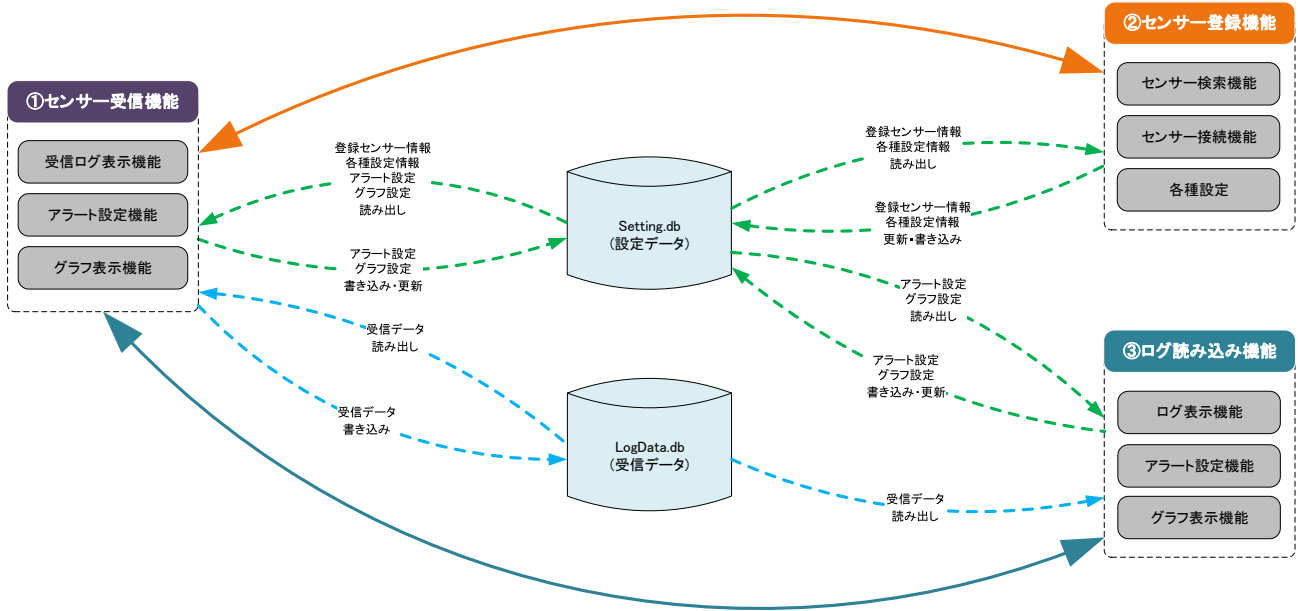 ①センサー受信機能
受信ログ表示機能
アラート設定機能
グラフ表示機能
登録センサー情報
各種設定情報
アラート設定
グラフ設定
読み出し
アラート設定
グラフ設定
書き込み・更新
受信データ
読み出し
受信データ
書き込み
Setting.db
(設定データ)
LogData.db
(受信データ)
登録センサー情報
各種設定情報
読み出し
登録センサー情報
各種設定情報
更新・書き込み
アラート設定
グラフ設定
読み出し
アラート設定
グラフ設定
書き込み・更新
受信データ
読み出し
②センサー登録機能
センサー検索機能
センサー接続機能
各種設定
③ログ読み込み機能
ログ表示機能
アラート設定機能
グラフ表示機能